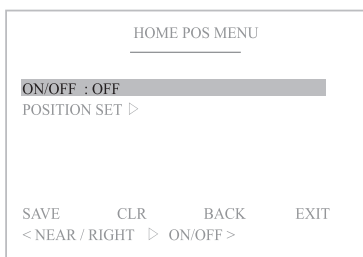 HOME POS MENU
ON/OFF : OFF
POSITION SET ▷
SAVE CLR BACK EXIT
< NEAR / RIGHT ▷ ON/OFF >